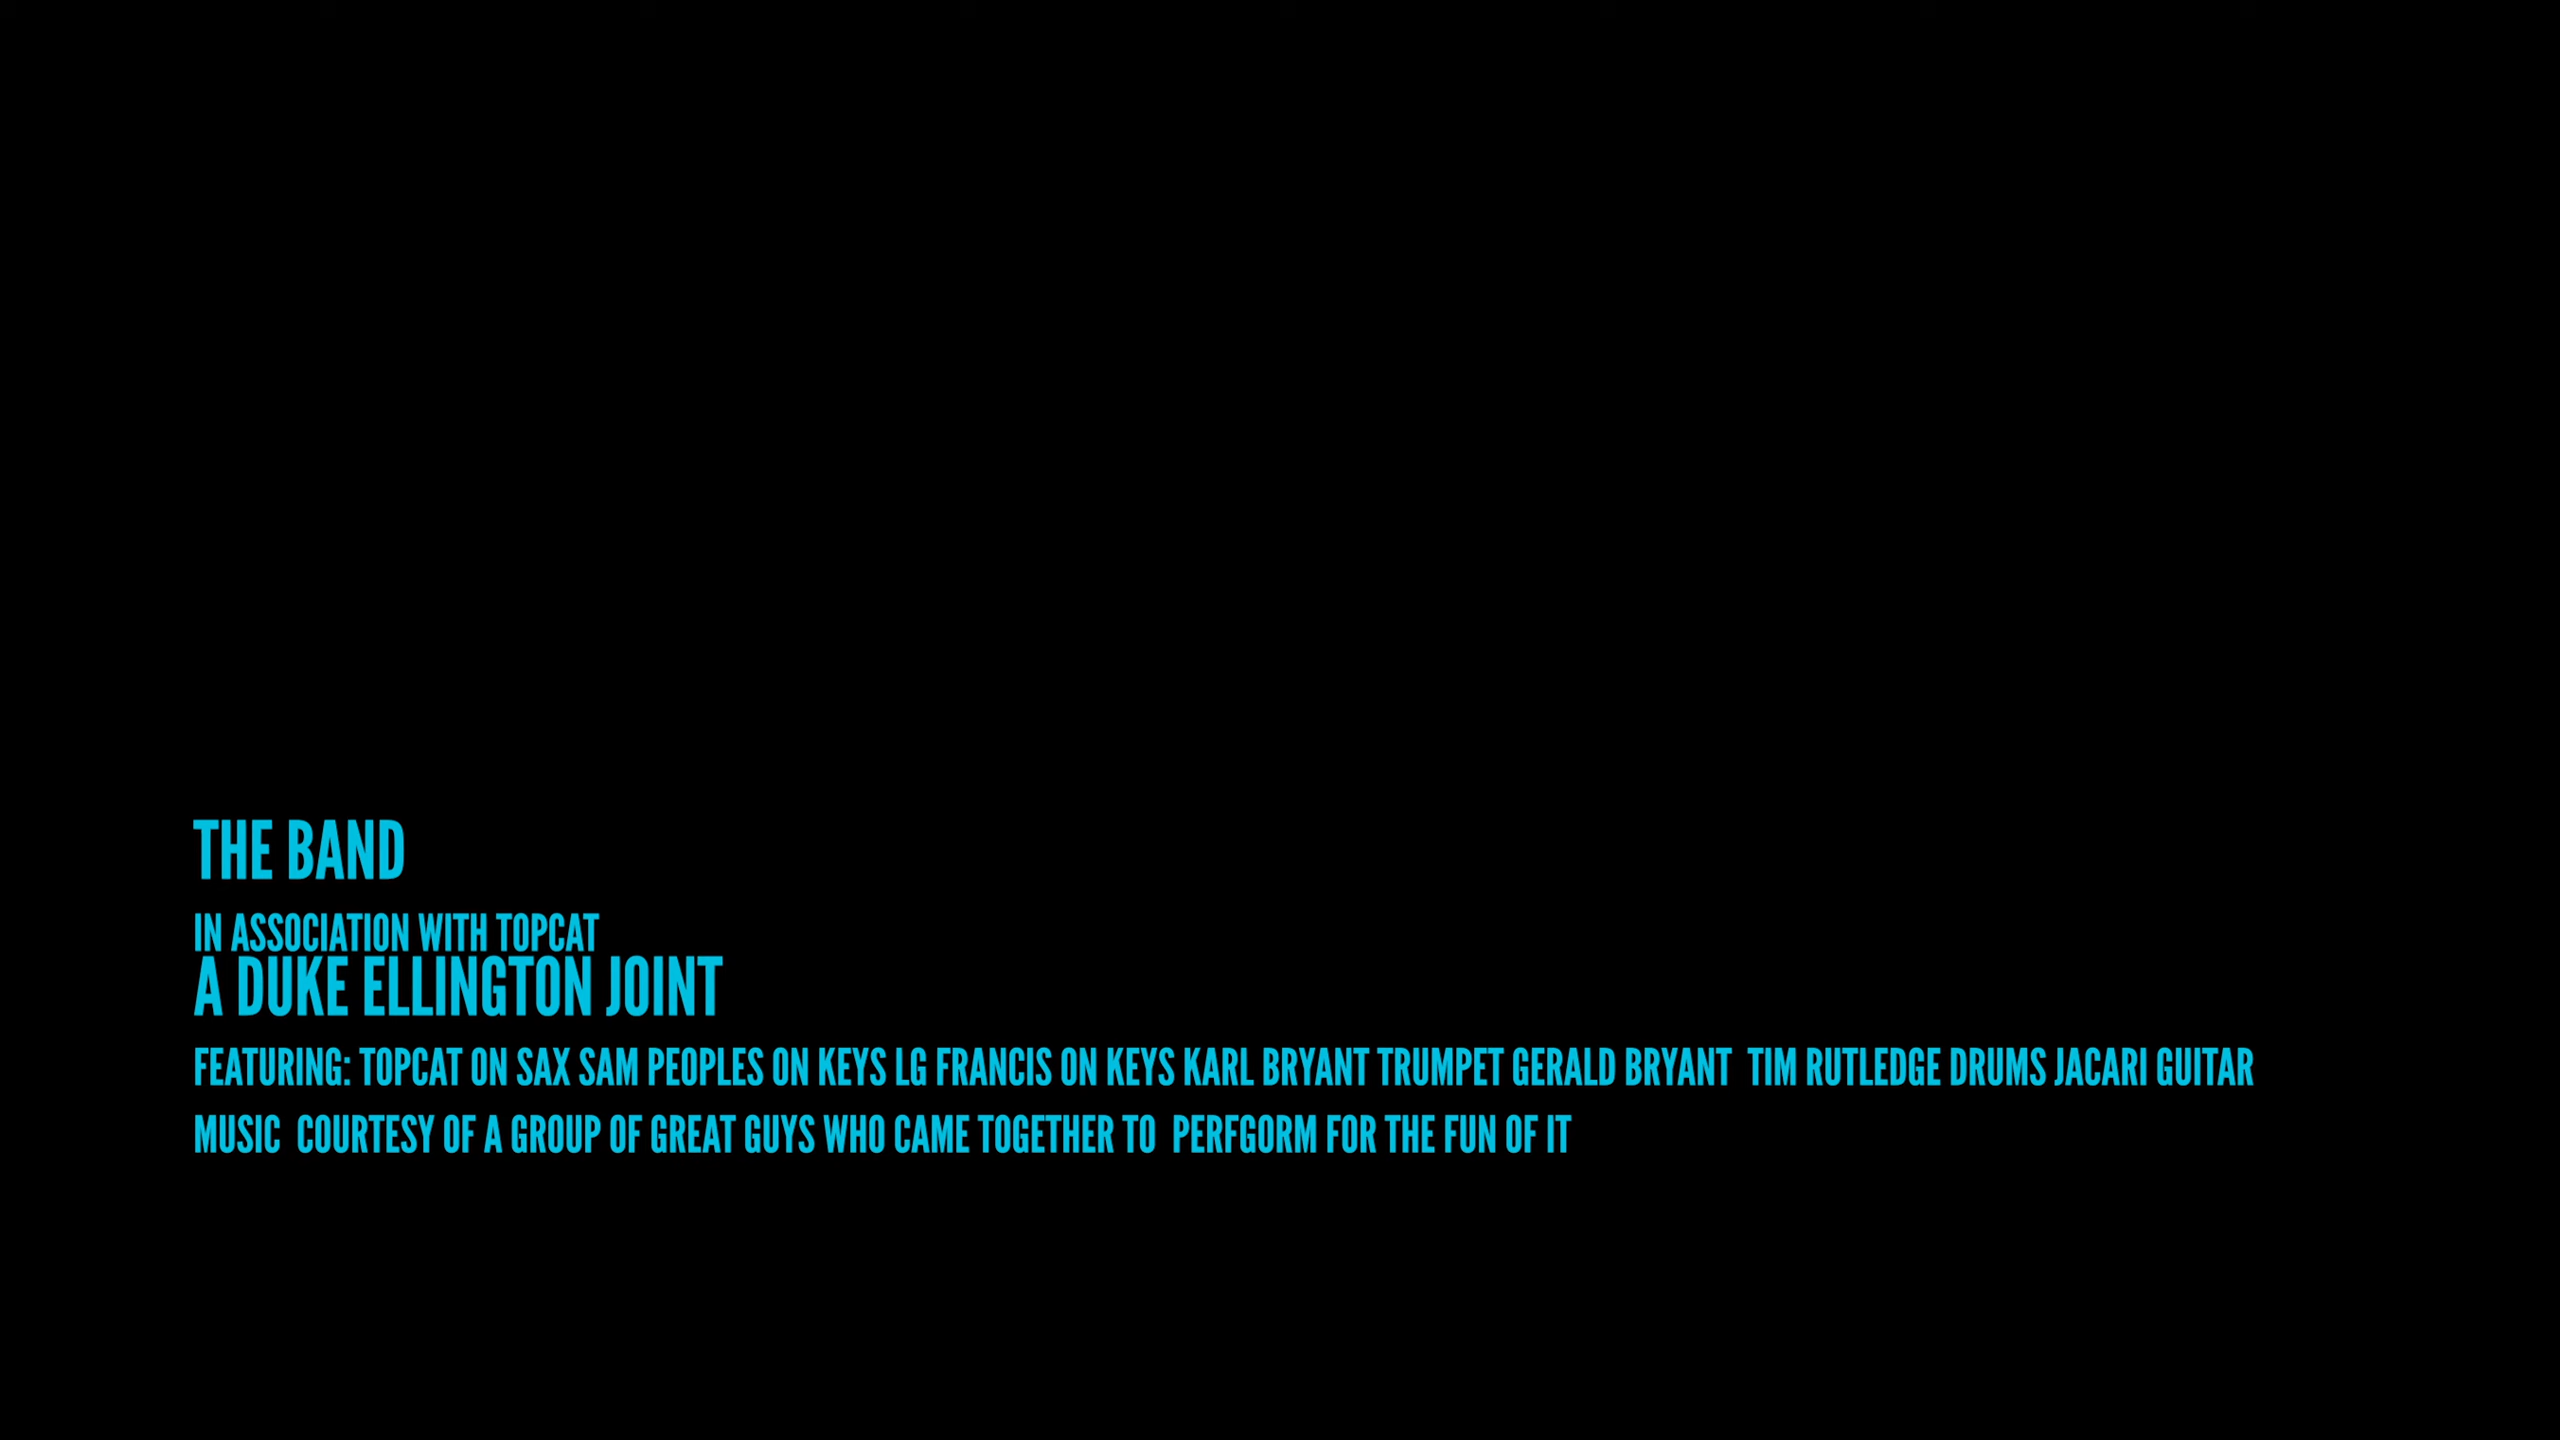 THE BAND
IN ASSOCIATION WITH TOPCAT
A DUKE ELLINGTON JOINT
FEATURING: TOPCAT ON SAX SAM PEOPLES ON KEYS LG FRANCIS ON KEYS KARL BRYANT TRUMPET GERALD BRYANT  TIM RUTLEDGE DRUMS JACARI GUITAR
MUSIC  COURTESY OF A GROUP OF GREAT GUYS WHO CAME TOGETHER TO  PERFGORM FOR THE FUN OF IT